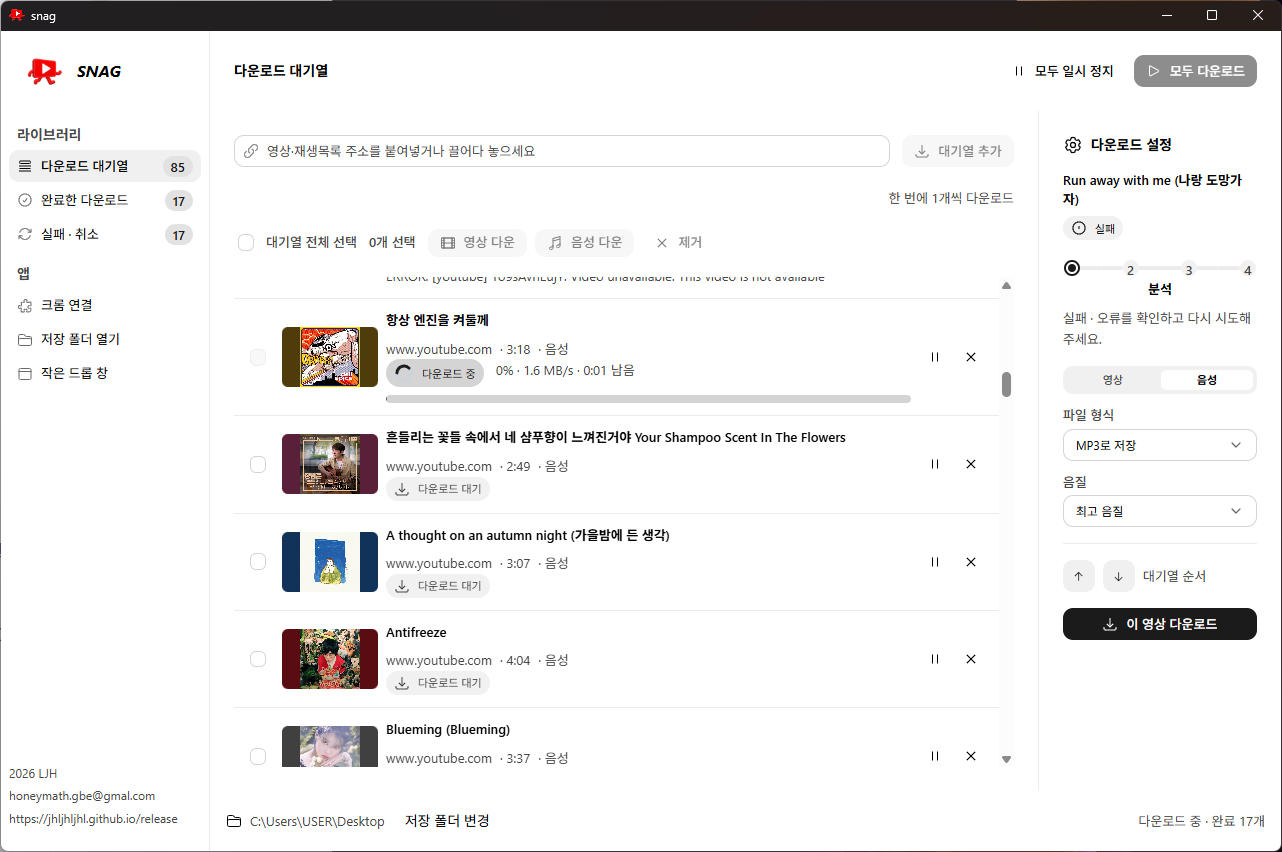 snag
SNAG
라이브러리
다운로드 대기열 85
완료한 다운로드 17
실패 · 취소 17
앱
크롬 연결
저장 폴더 열기
작은 드롭 창
2026 LJH
honeymath.gbe@gmal.com
https://jhljhljhl.github.io/release
다운로드 대기열
모두 일시 정지
모두 다운로드
영상·재생목록 주소를 붙여넣거나 끌어다 놓으세요
대기열 추가
한 번에 1개씩 다운로드
대기열 전체 선택 0개 선택 영상 다운 음성 다운 제거
항상 엔진을 켜둘께
www.youtube.com · 3:18 · 음성
다운로드 중 0% · 1.6 MB/s · 0:01 남음
흔들리는 꽃들 속에서 네 샴푸향이 느껴진거야 Your Shampoo Scent In The Flowers
www.youtube.com · 2:49 · 음성
다운로드 대기
A thought on an autumn night (가을밤에 든 생각)
www.youtube.com · 3:07 · 음성
다운로드 대기
Antifreeze
www.youtube.com · 4:04 · 음성
다운로드 대기
Blueming (Blueming)
www.youtube.com · 3:37 · 음성
C:\Users\USER\Desktop 저장 폴더 변경
다운로드 설정
Run away with me (나랑 도망가
자)
실패
2 3 4
분석
실패 · 오류를 확인하고 다시 시도해
주세요.
영상 음성
파일 형식
MP3로 저장
음질
최고 음질
대기열 순서
이 영상 다운로드
다운로드 중 · 완료 17개